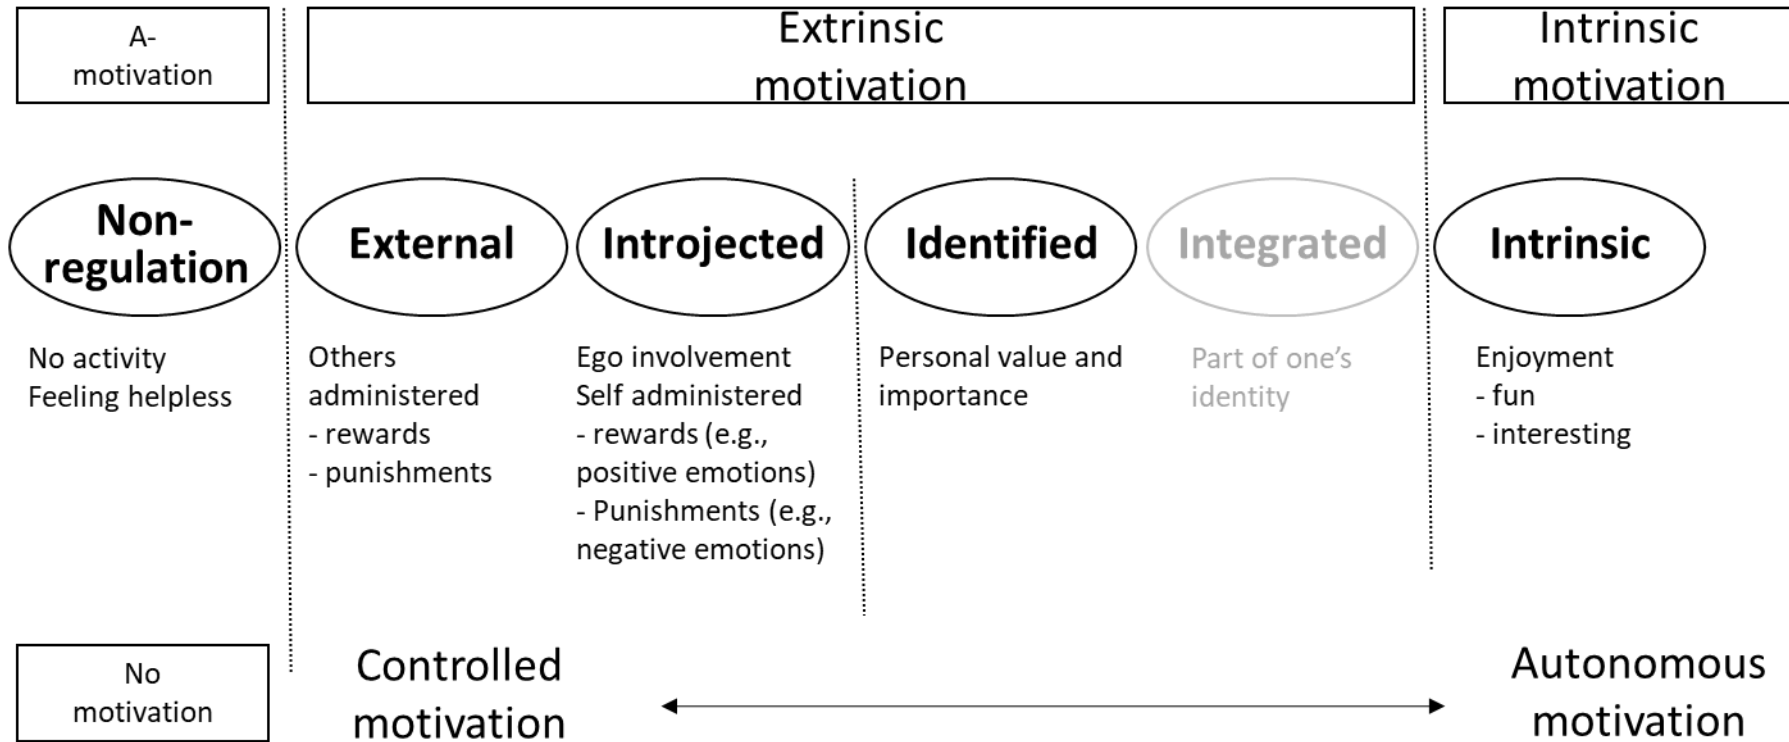 A-
motivation
Extrinsic
motivation
Intrinsic
motivation
Non-
regulation
External
Introjected
Identified
Integrated
Intrinsic
No activity
Feeling helpless
Others
administered
- rewards
- punishments
Ego involvement
Self administered
- rewards (e.g.,
positive emotions)
- Punishments (e.g.,
negative emotions)
Personal value and
importance
Part of one's
identity
Enjoyment
- fun
- interesting
No
motivation
Controlled
motivation
Autonomous
motivation